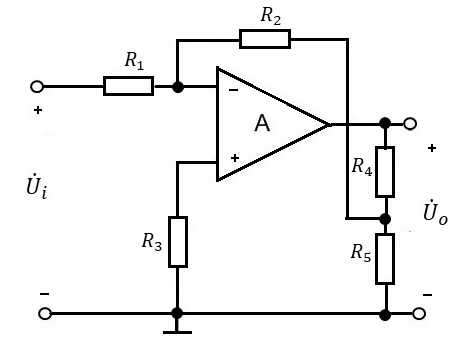 R₂
R₁
+
−
A
+
+
R₄
U̇ᵢ
U̇ₒ
R₃
R₅
−
−